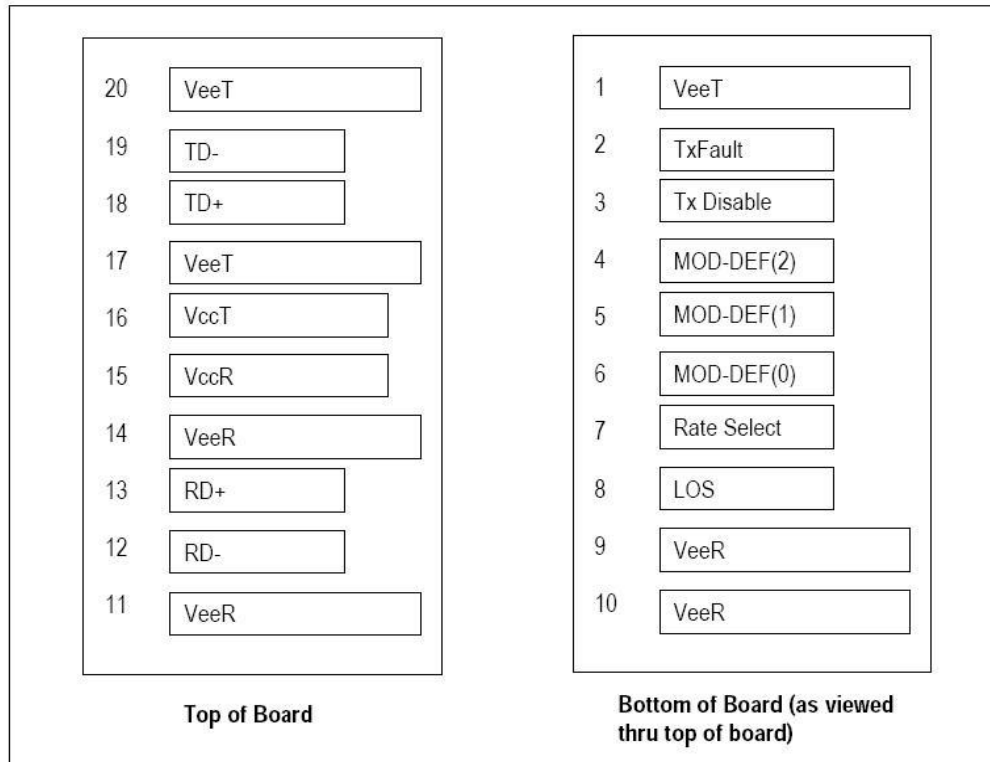 20 VeeT
19 TD-
18 TD+
17 VeeT
16 VccT
15 VccR
14 VeeR
13 RD+
12 RD-
11 VeeR
Top of Board
1 VeeT
2 TxFault
3 Tx Disable
4 MOD-DEF(2)
5 MOD-DEF(1)
6 MOD-DEF(0)
7 Rate Select
8 LOS
9 VeeR
10 VeeR
Bottom of Board (as viewed
thru top of board)